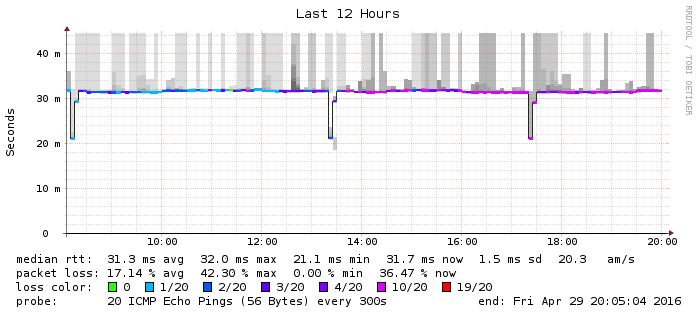 Last 12 Hours
RRDTOOL / TOBI OETIKER
Seconds
40 m
30 m
20 m
10 m
0
10:00 12:00 14:00 16:00 18:00 20:00
median rtt: 31.3 ms avg 32.0 ms max 21.1 ms min 31.7 ms now 1.5 ms sd 20.3 am/s
packet loss: 17.14 % avg 42.30 % max 0.00 % min 36.47 % now
loss color: 0 1/20 2/20 3/20 4/20 10/20 19/20
probe: 20 ICMP Echo Pings (56 Bytes) every 300s end: Fri Apr 29 20:05:04 2016